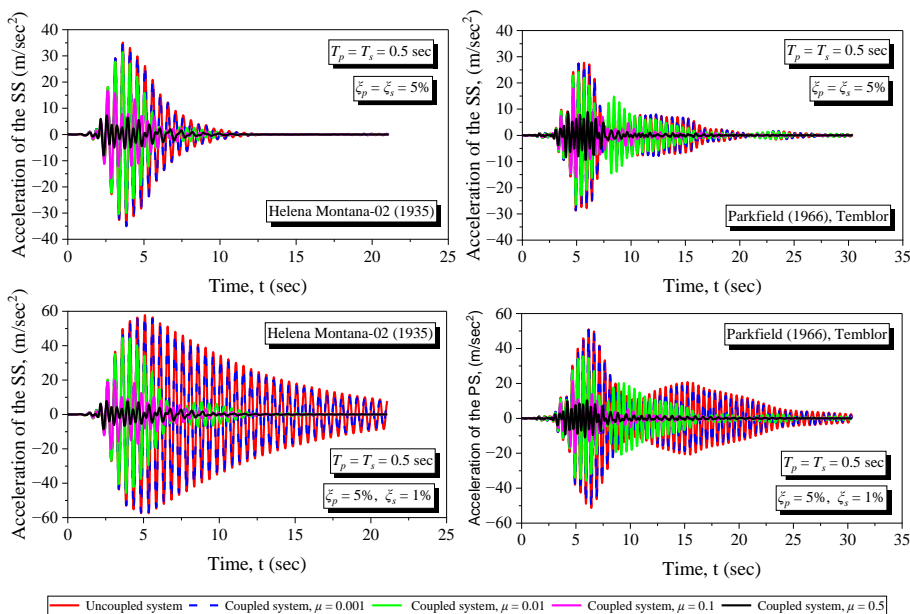 Acceleration of the SS (m/sec²)
40
30
20
10
0
−10
−20
−30
−40
T_p = T_s = 0.5 sec
ξ_p = ξ_s = 5%
Helena Montana-02 (1935)
0 5 10 15 20 25
Time, t (sec)
Acceleration of the SS, (m/sec²)
40
30
20
10
0
−10
−20
−30
−40
T_p = T_s = 0.5 sec
ξ_p = ξ_s = 5%
Parkfield (1966), Temblor
0 5 10 15 20 25 30 35
Time, t (sec)
Acceleration of the SS, (m/sec²)
60
40
20
0
−20
−40
−60
Helena Montana-02 (1935)
T_p = T_s = 0.5 sec
ξ_p = 5%, ξ_s = 1%
0 5 10 15 20 25
Time, t (sec)
Acceleration of the PS, (m/sec²)
60
40
20
0
−20
−40
−60
Parkfield (1966), Temblor
T_p = T_s = 0.5 sec
ξ_p = 5%, ξ_s = 1%
0 5 10 15 20 25 30 35
Time, t (sec)
Uncoupled system Coupled system, μ = 0.001 Coupled system, μ = 0.01 Coupled system, μ = 0.1 Coupled system, μ = 0.5